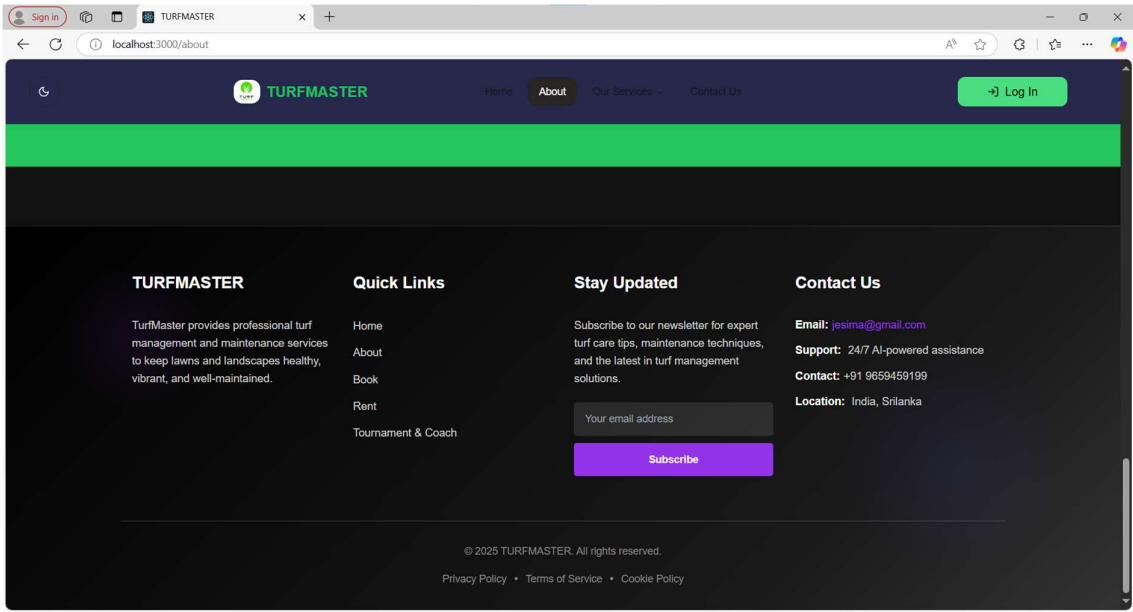 Sign in
TURFMASTER
localhost:3000/about
TURF
TURFMASTER
Home
About
Our Services
Contact Us
Log In
TURFMASTER
TurfMaster provides professional turf
management and maintenance services
to keep lawns and landscapes healthy,
vibrant, and well-maintained.
Quick Links
Home
About
Book
Rent
Tournament & Coach
Stay Updated
Subscribe to our newsletter for expert
turf care tips, maintenance techniques,
and the latest in turf management
solutions.
Your email address
Subscribe
Contact Us
Email: jesima@gmail.com
Support: 24/7 AI-powered assistance
Contact: +91 9659459199
Location: India, Srilanka
© 2025 TURFMASTER. All rights reserved.
Privacy Policy • Terms of Service • Cookie Policy